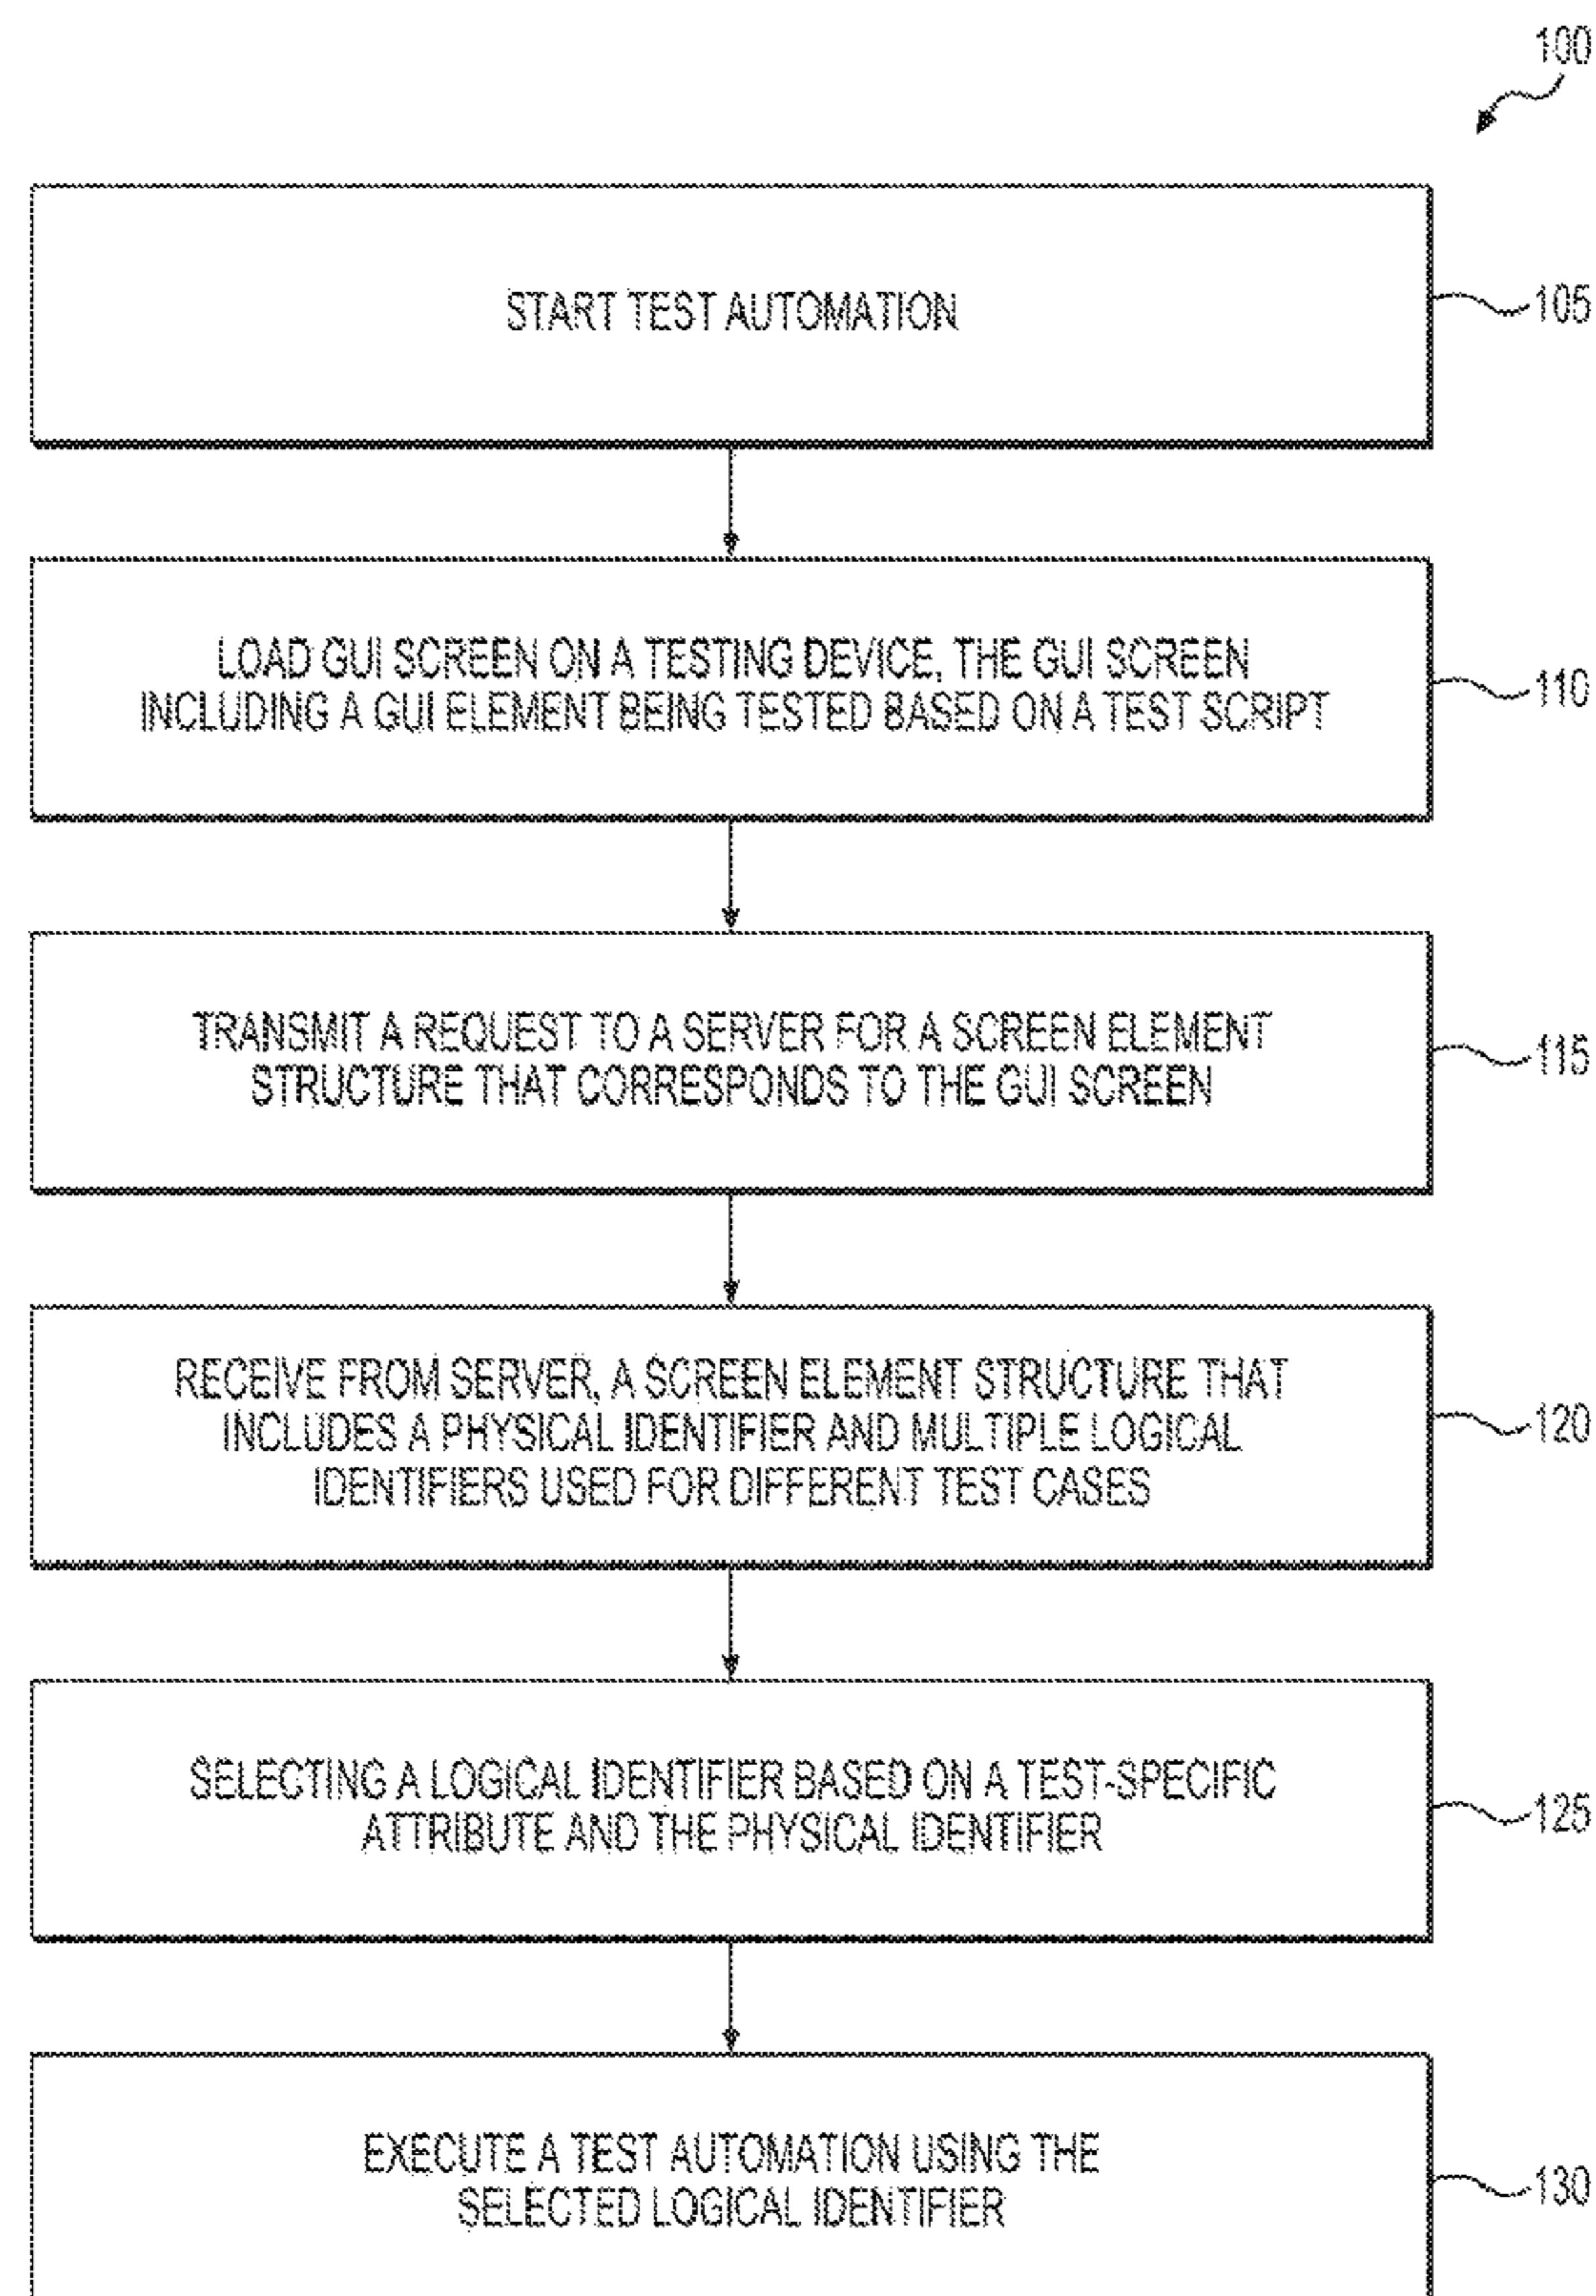 100
START TEST AUTOMATION
105
LOAD GUI SCREEN ON A TESTING DEVICE, THE GUI SCREEN
INCLUDING A GUI ELEMENT BEING TESTED BASED ON A TEST SCRIPT
110
TRANSMIT A REQUEST TO A SERVER FOR A SCREEN ELEMENT
STRUCTURE THAT CORRESPONDS TO THE GUI SCREEN
115
RECEIVE FROM SERVER, A SCREEN ELEMENT STRUCTURE THAT
INCLUDES A PHYSICAL IDENTIFIER AND MULTIPLE LOGICAL
IDENTIFIERS USED FOR DIFFERENT TEST CASES
120
SELECTING A LOGICAL IDENTIFIER BASED ON A TEST-SPECIFIC
ATTRIBUTE AND THE PHYSICAL IDENTIFIER
125
EXECUTE A TEST AUTOMATION USING THE
SELECTED LOGICAL IDENTIFIER
130